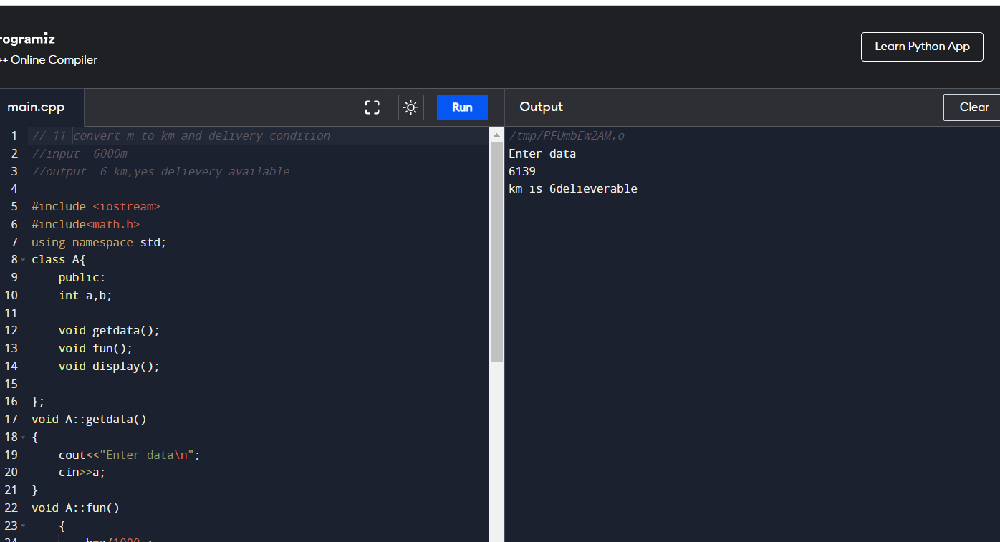 rogramiz
++ Online Compiler
Learn Python App
main.cpp
Run
Output
Clear
1 // 11 convert m to km and delivery condition
2 //input  6000m
3 //output =6=km,yes delievery available
4
5 #include <iostream>
6 #include<math.h>
7 using namespace std;
8 class A{
9     public:
10     int a,b;
11
12     void getdata();
13     void fun();
14     void display();
15
16 };
17 void A::getdata()
18 {
19     cout<<"Enter data\n";
20     cin>>a;
21 }
22 void A::fun()
23     {
24         b=a/1000 ;
/tmp/PFUmbEw2AM.o
Enter data
6139
km is 6delieverable